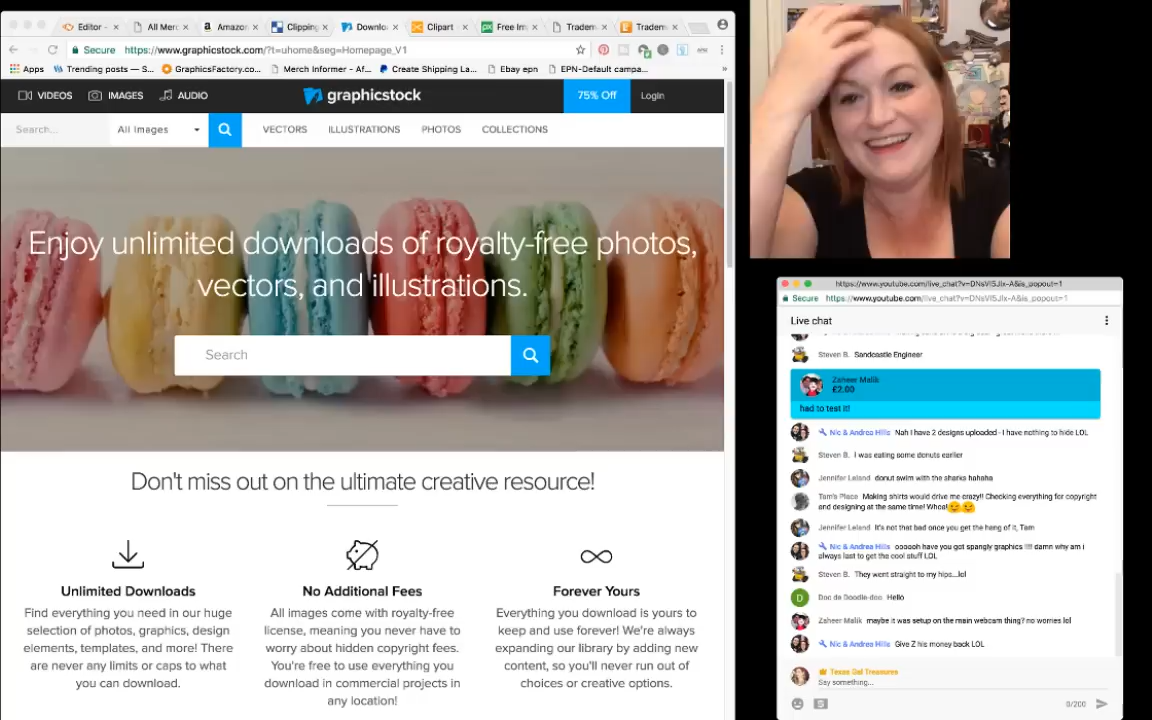 Editor -
All Merc
Amazon
Clipping
Downlo
Clipart
Free Im
Tradem
Tradem
Secure https://www.graphicstock.com/?t=uhome&seg=Homepage_V1
Apps
Trending posts — S...
GraphicsFactory.co...
Merch Informer - Af...
Create Shipping La...
Ebay epn
EPN-Default campa...
»
VIDEOS IMAGES AUDIO
graphicstock
75% Off
Login
Search...
All Images
VECTORS ILLUSTRATIONS PHOTOS COLLECTIONS
Enjoy unlimited downloads of royalty-free photos,
vectors, and illustrations.
Search
Don't miss out on the ultimate creative resource!
Unlimited Downloads
Find everything you need in our huge
selection of photos, graphics, design
elements, templates, and more! There
are never any limits or caps to what
you can download.
No Additional Fees
All images come with royalty-free
license, meaning you never have to
worry about hidden copyright fees.
You're free to use everything you
download in commercial projects in
any location!
Forever Yours
Everything you download is yours to
keep and use forever! We're always
expanding our library by adding new
content, so you'll never run out of
choices or creative options.
Secure
Live chat
Steven B. Sandcastle Engineer
Zaheer Malik
£2.00
had to test it!
Nic & Andrea Hills Nah I have 2 designs uploaded - I have nothing to hide LOL
Steven B. I was eating some donuts earlier
Jennifer Leland donut swim with the sharks hahaha
Tam's Place Making shirts would drive me crazy!! Checking everything for copyright
and designing at the same time! Whoa!
Jennifer Leland It's not that bad once you get the heng of it, Tam
Nic & Andrea Hills oooooh have you got spangly graphics !!!! damn why am i
always last to get the cool stuff LOL
Steven B. They went straight to my hips...lol
D Doc de Doodle-doo Hello
Zaheer Malik maybe it was setup on the main webcam thing? no worries lol
Nic & Andrea Hills Give Z his money back LOL
Texas Gal Treasures
Say something...
0/200